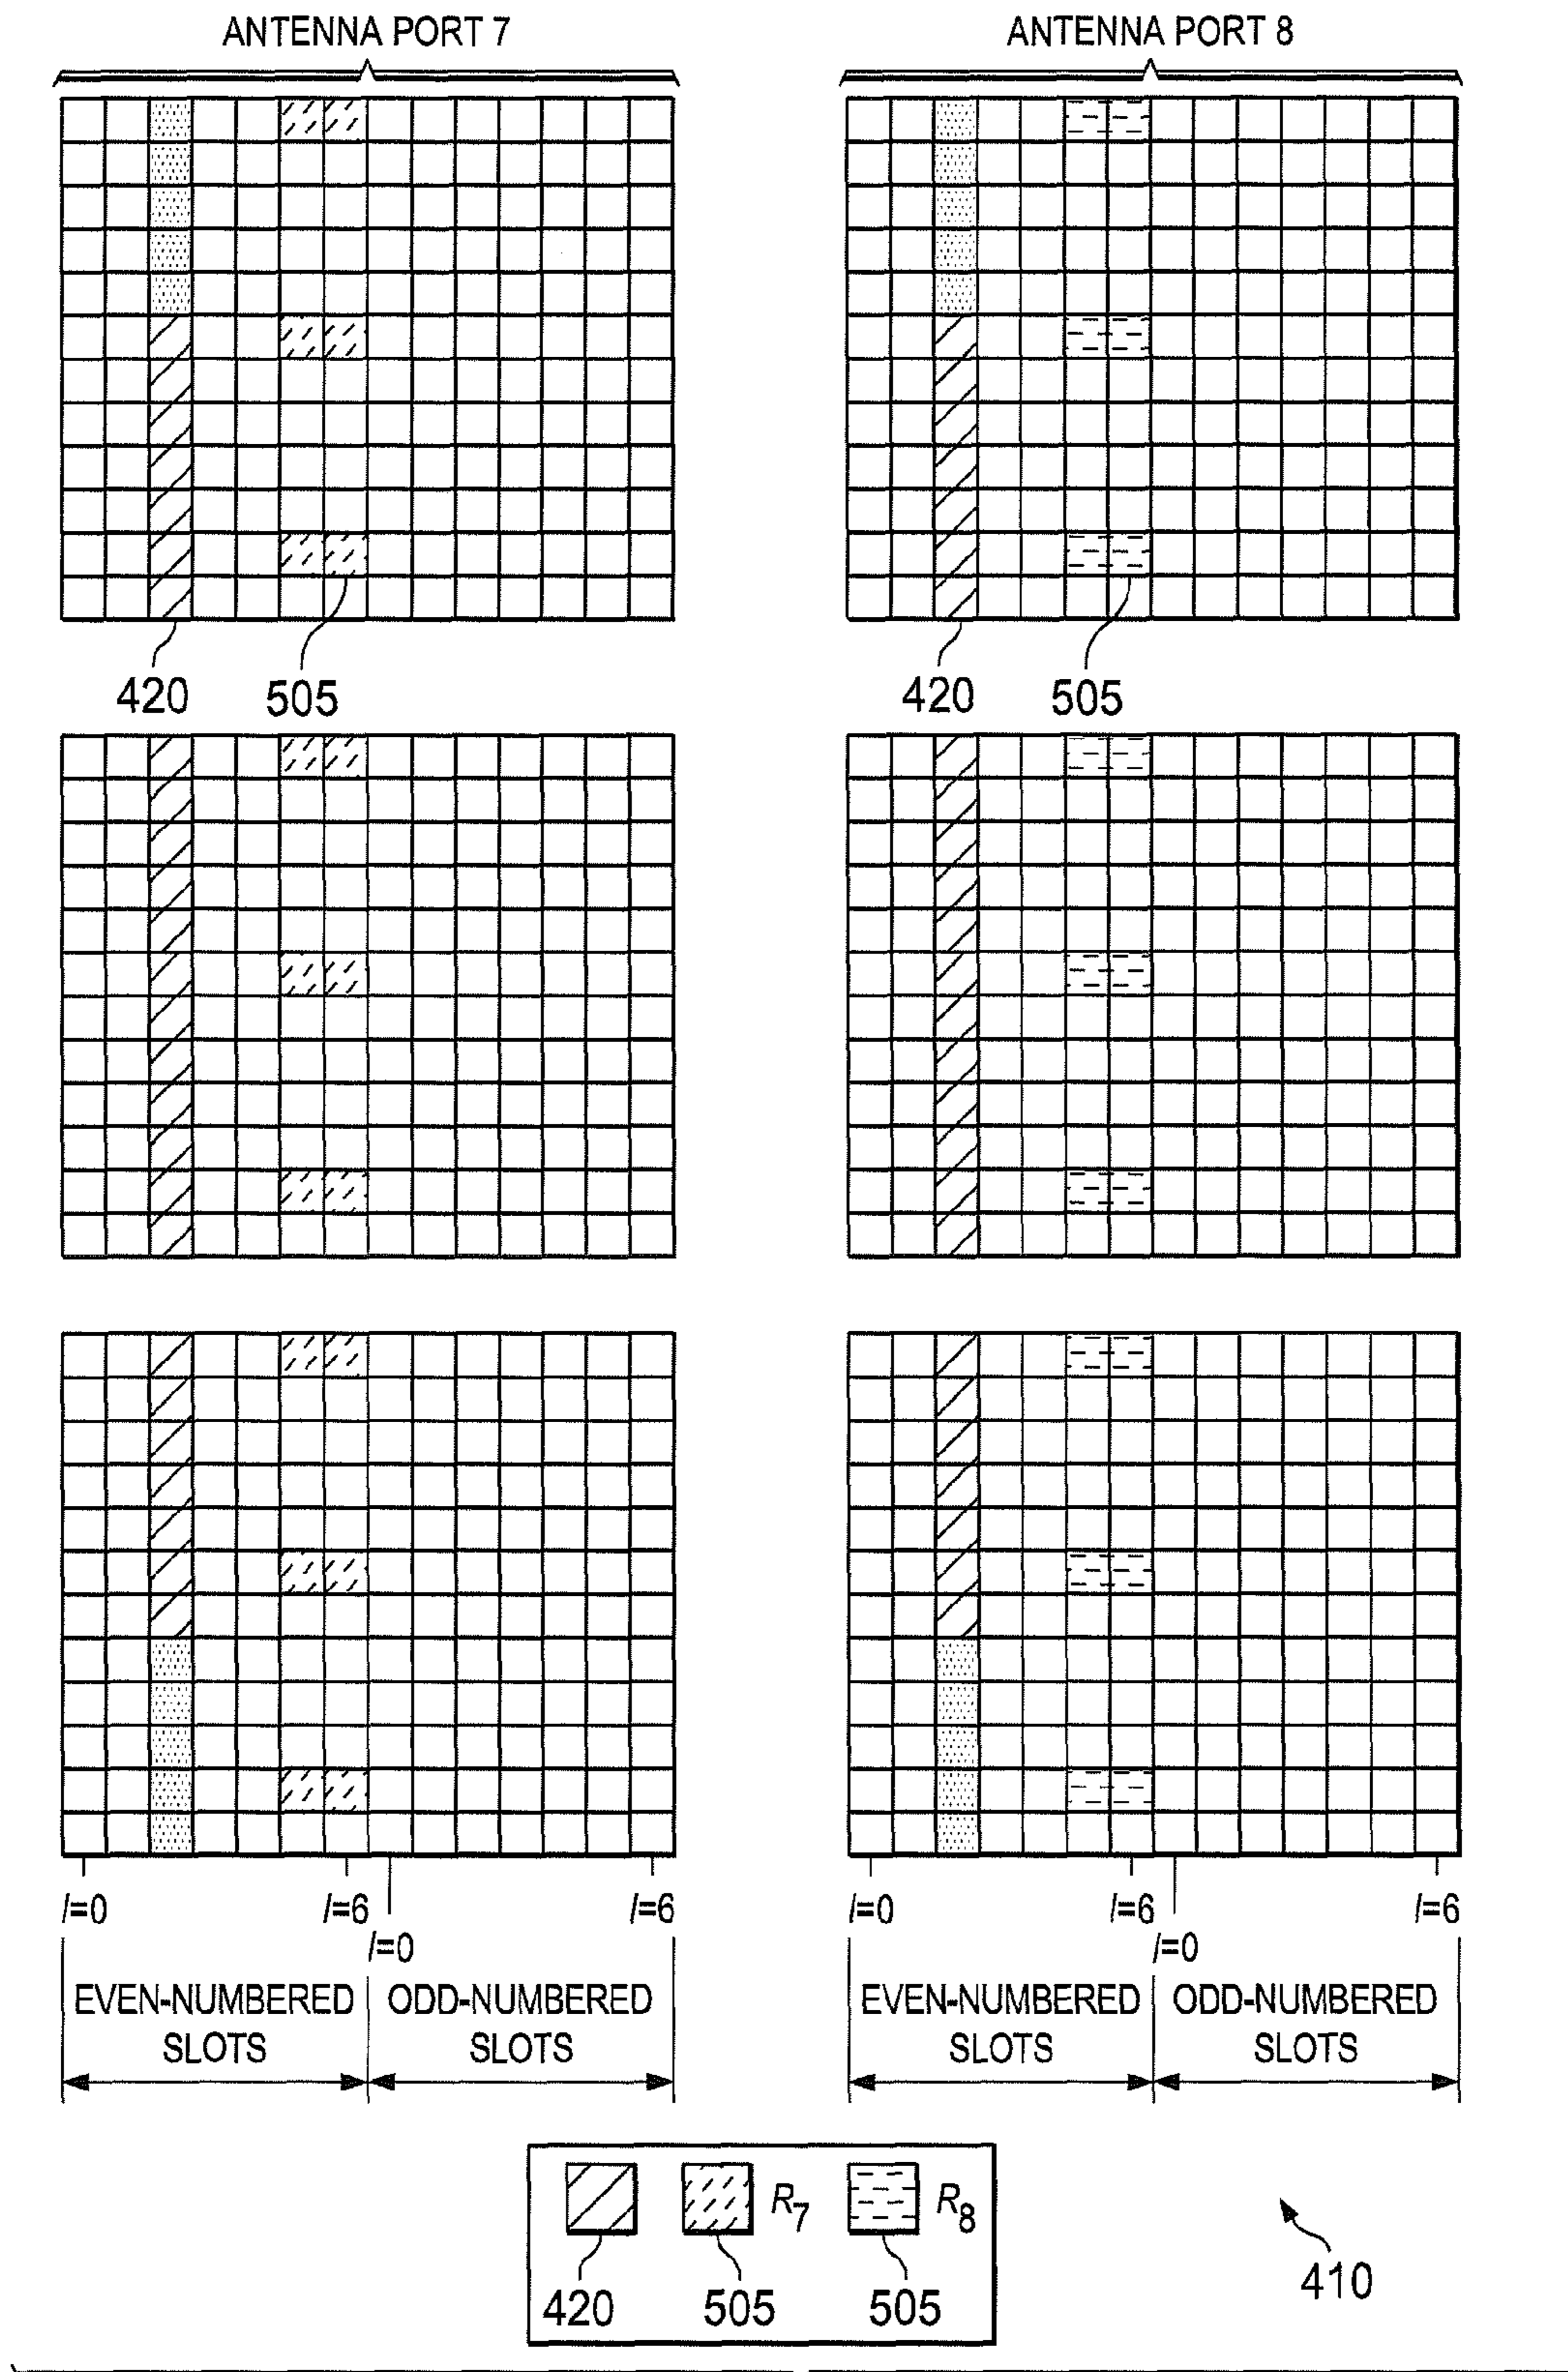 ANTENNA PORT 7
ANTENNA PORT 8
420
505
420
505
l=0
l=6
l=0
l=6
l=0
l=6
l=0
l=6
EVEN-NUMBERED SLOTS
ODD-NUMBERED SLOTS
EVEN-NUMBERED SLOTS
ODD-NUMBERED SLOTS
R7
R8
420
505
505
410